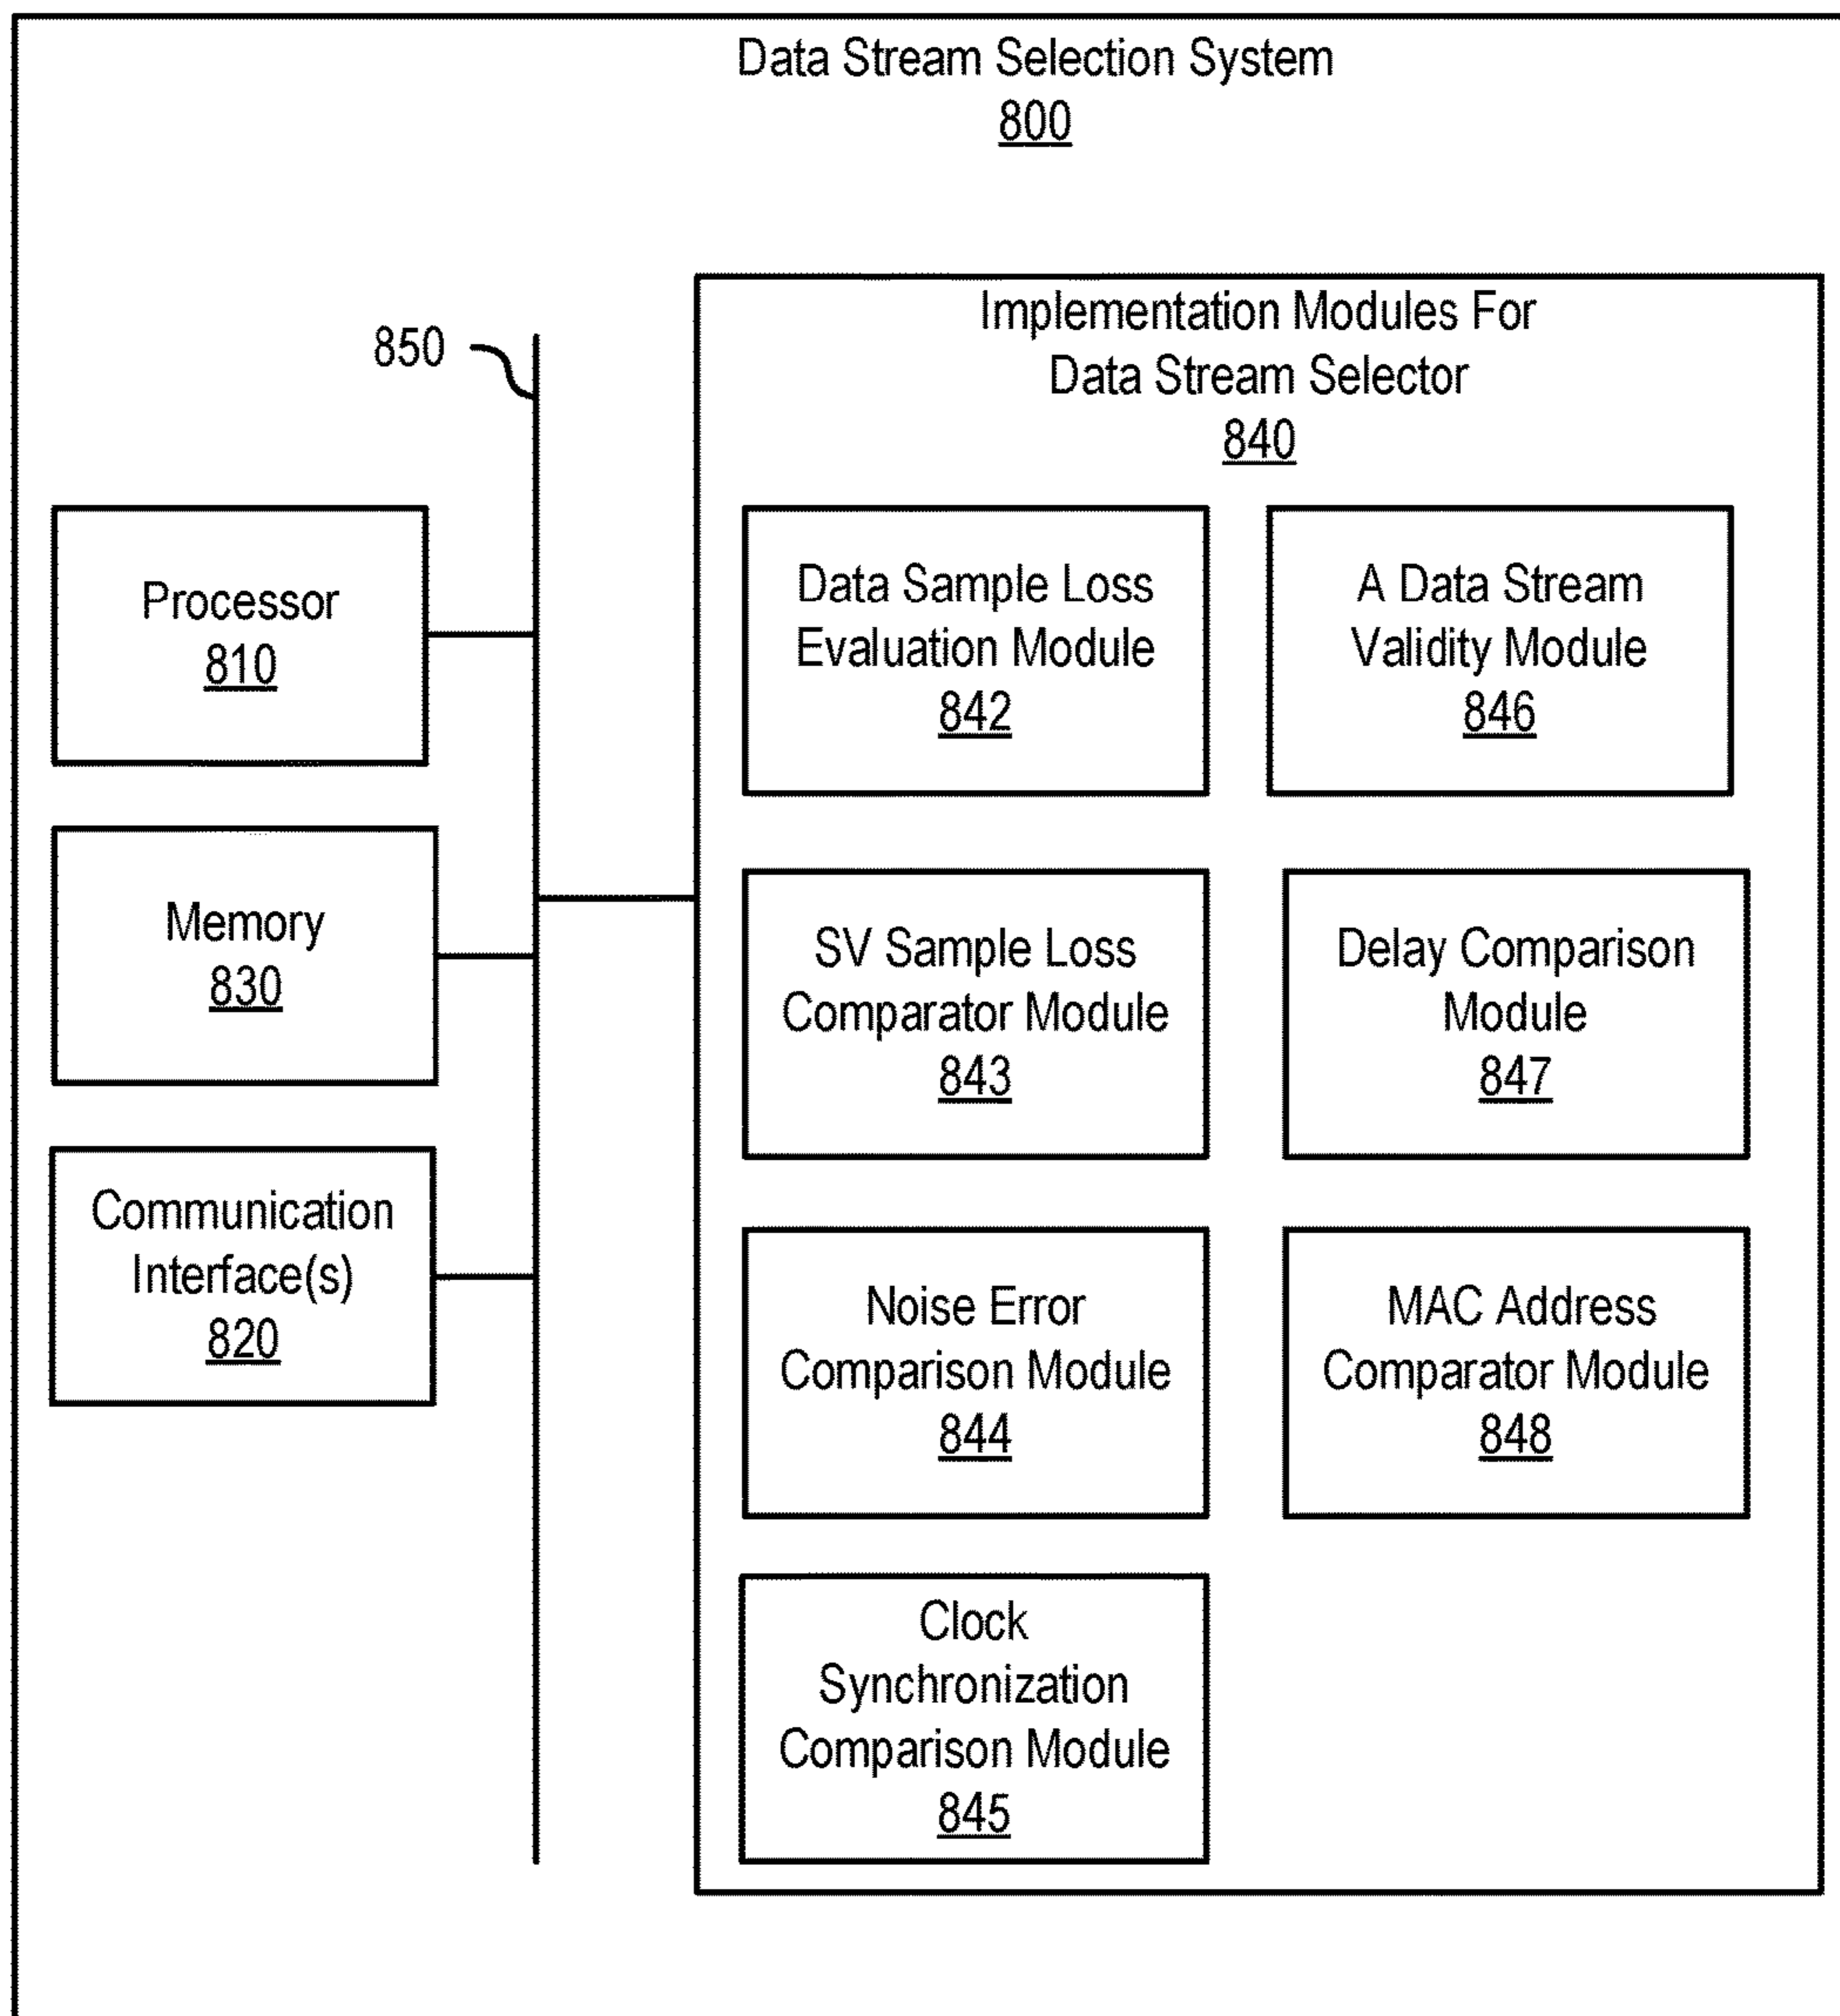 Data Stream Selection System
800
850
Processor
810
Memory
830
Communication
Interface(s)
820
Implementation Modules For
Data Stream Selector
840
Data Sample Loss
Evaluation Module
842
A Data Stream
Validity Module
846
SV Sample Loss
Comparator Module
843
Delay Comparison
Module
847
Noise Error
Comparison Module
844
MAC Address
Comparator Module
848
Clock
Synchronization
Comparison Module
845